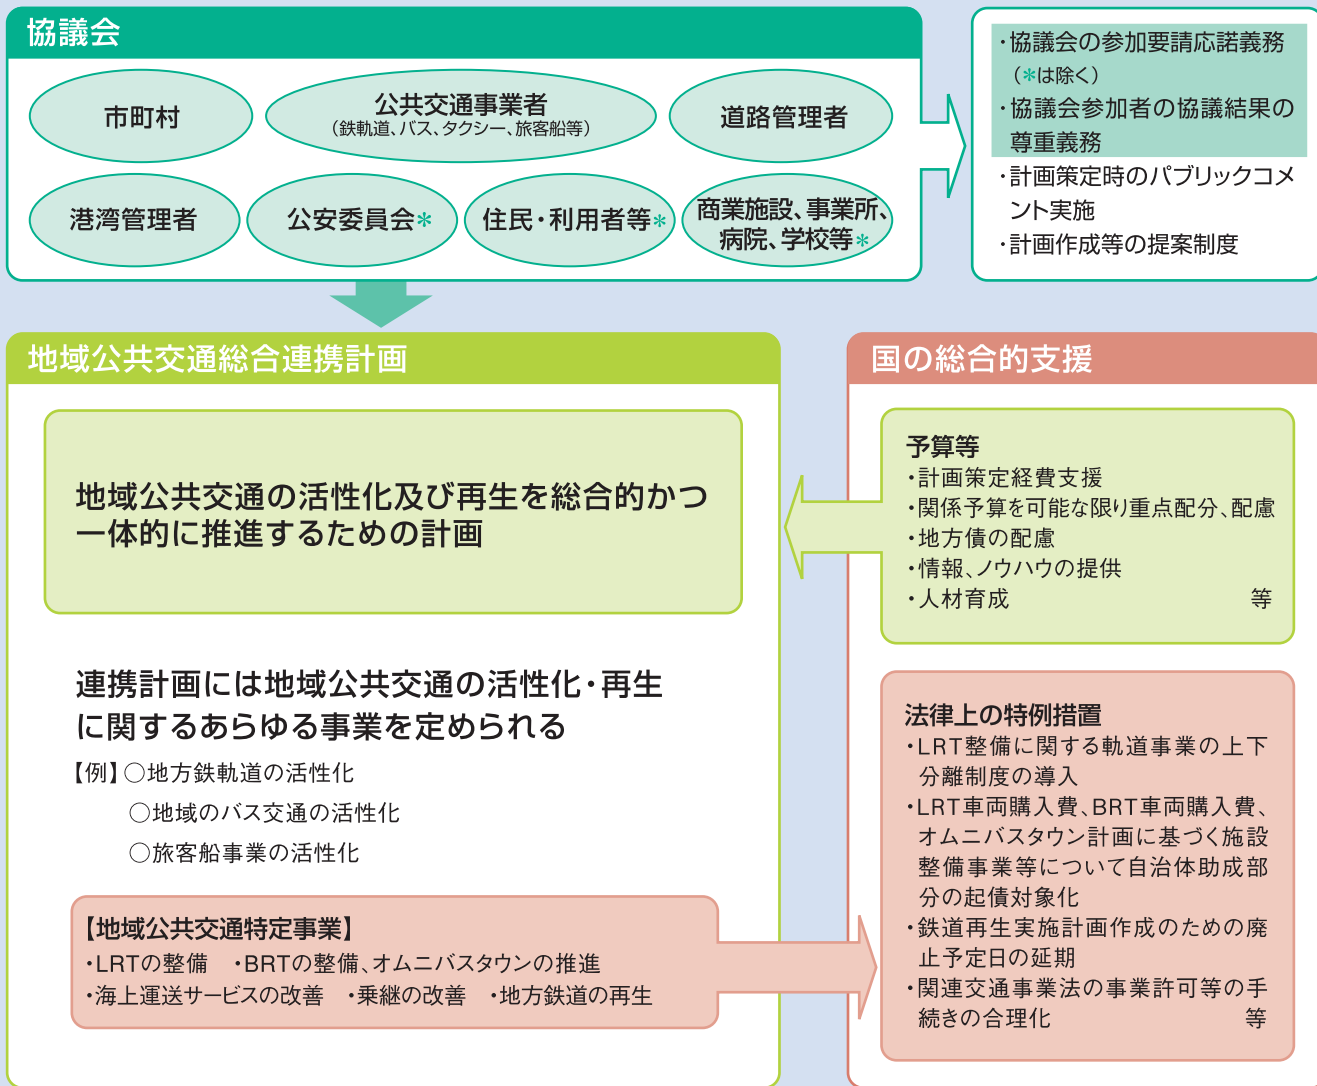 協議会
市町村
公共交通事業者
（鉄軌道、バス、タクシー、旅客船等）
道路管理者
港湾管理者
公安委員会＊
住民・利用者等＊
商業施設、事業所、
病院、学校等＊
・協議会の参加要請応諾義務
（＊は除く）
・協議会参加者の協議結果の
尊重義務
・計画策定時のパブリックコメ
ント実施
・計画作成等の提案制度
地域公共交通総合連携計画
地域公共交通の活性化及び再生を総合的かつ
一体的に推進するための計画
連携計画には地域公共交通の活性化・再生
に関するあらゆる事業を定められる
【例】○地方鉄軌道の活性化
○地域のバス交通の活性化
○旅客船事業の活性化
【地域公共交通特定事業】
・LRTの整備　・BRTの整備、オムニバスタウンの推進
・海上運送サービスの改善　・乗継の改善　・地方鉄道の再生
国の総合的支援
予算等
・計画策定経費支援
・関係予算を可能な限り重点配分、配慮
・地方債の配慮
・情報、ノウハウの提供
・人材育成　等
法律上の特例措置
・LRT整備に関する軌道事業の上下
分離制度の導入
・LRT車両購入費、BRT車両購入費、
オムニバスタウン計画に基づく施設
整備事業等について自治体助成部
分の起債対象化
・鉄道再生実施計画作成のための廃
止予定日の延期
・関連交通事業法の事業許可等の手
続きの合理化　等